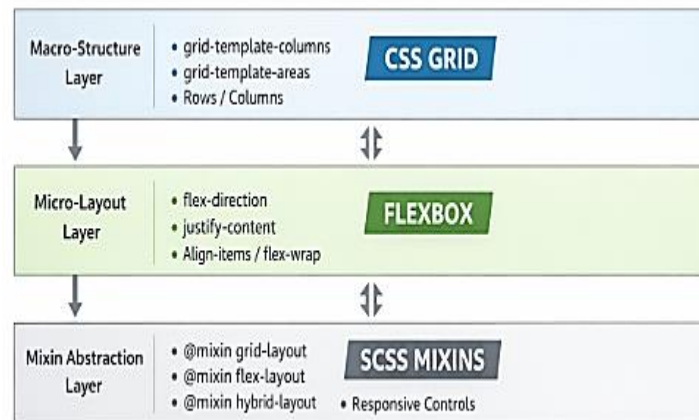 Macro-Structure
Layer
• grid-template-columns
• grid-template-areas
• Rows / Columns
CSS GRID
Micro-Layout
Layer
• flex-direction
• justify-content
• Align-items / flex-wrap
FLEXBOX
Mixin Abstraction
Layer
• @mixin grid-layout
• @mixin flex-layout
• @mixin hybrid-layout
SCSS MIXINS
• Responsive Controls